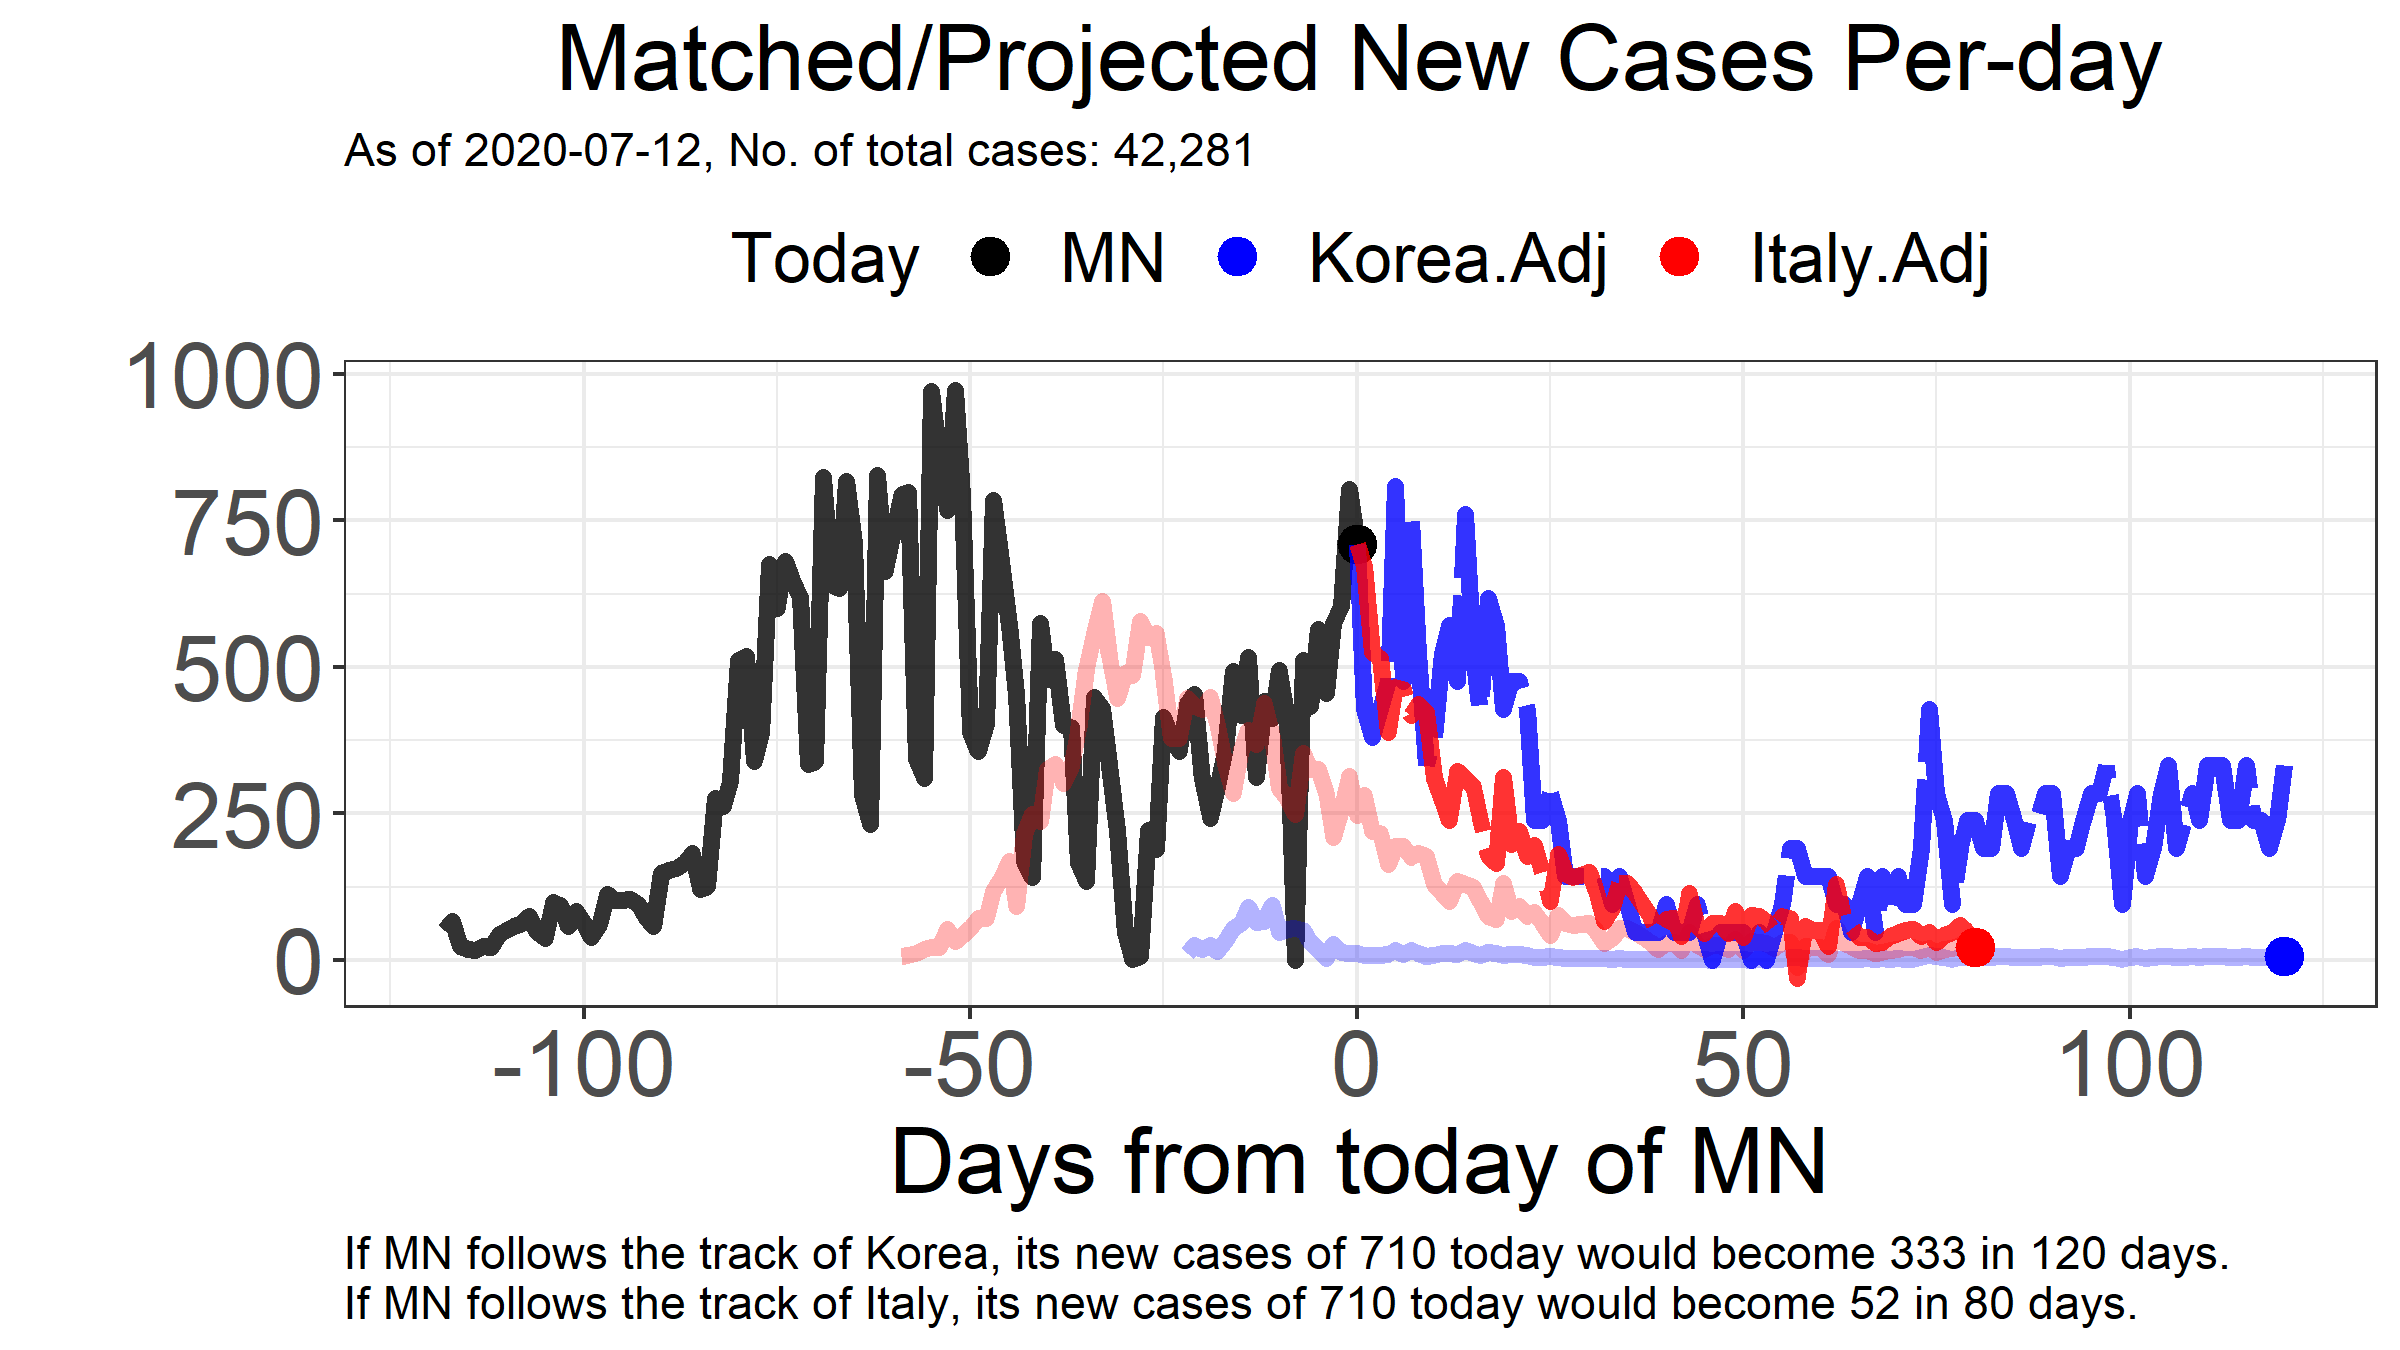 Matched/Projected New Cases Per-day
As of 2020-07-12, No. of total cases: 42,281
Today MN Korea.Adj Italy.Adj
1000
750
500
250
0
-100 -50 0 50 100
Days from today of MN
If MN follows the track of Korea, its new cases of 710 today would become 333 in 120 days.
If MN follows the track of Italy, its new cases of 710 today would become 52 in 80 days.